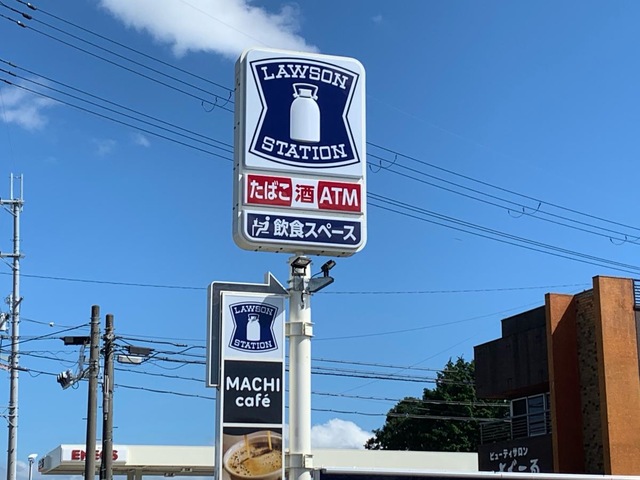 LAWSON
STATION
たばこ 酒 ATM
飲食スペース
LAWSON
STATION
MACHI
café
ENEOS
ビューティサロン